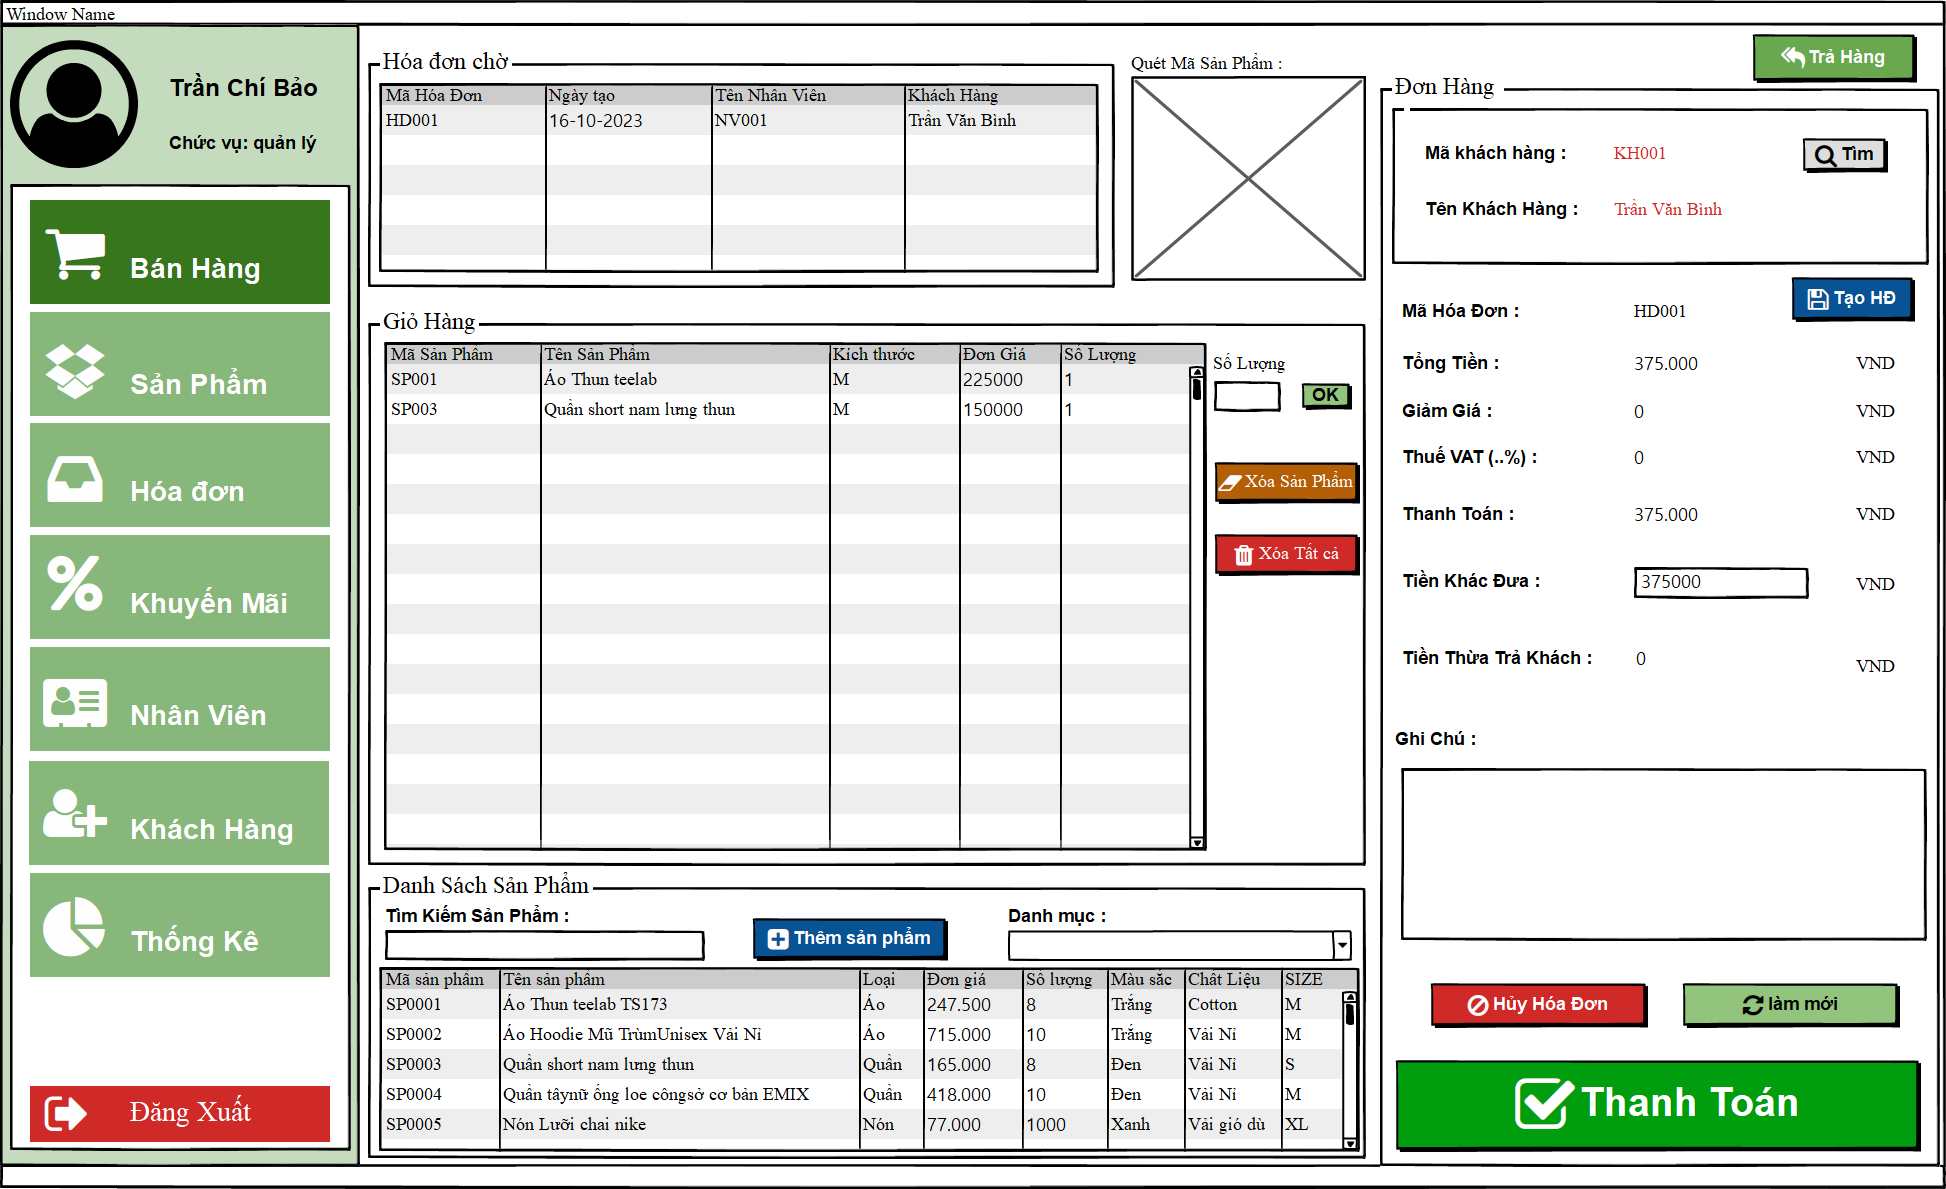 Window Name
Trần Chí Bảo
Chức vụ: quản lý
Bán Hàng
Sản Phẩm
Hóa đơn
Khuyến Mãi
Nhân Viên
Khách Hàng
Thống Kê
Đăng Xuất
Hóa đơn chờ
Mã Hóa Đơn Ngày tạo Tên Nhân Viên Khách Hàng
HD001 16-10-2023 NV001 Trần Văn Bình
Quét Mã Sản Phẩm :
Giỏ Hàng
Mã Sản Phẩm Tên Sản Phẩm Kích thước Đơn Giá Số Lượng
SP001 Áo Thun teelab M 225000 1
SP003 Quần short nam lưng thun M 150000 1
Số Lượng
OK
Xóa Sản Phẩm
Xóa Tất cả
Danh Sách Sản Phẩm
Tìm Kiếm Sản Phẩm :
Thêm sản phẩm
Danh mục :
Mã sản phẩm Tên sản phẩm Loại Đơn giá Số lượng Màu sắc Chất Liệu SIZE
SP0001 Áo Thun teelab TS173 Áo 247.500 8 Trắng Cotton M
SP0002 Áo Hoodie Mũ TrùmUnisex Vải Nỉ Áo 715.000 10 Trắng Vải Nỉ M
SP0003 Quần short nam lưng thun Quần 165.000 8 Đen Vải Nỉ S
SP0004 Quần tâynữ ống loe côngsở cơ bản EMIX Quần 418.000 10 Đen Vải Nỉ M
SP0005 Nón Lưỡi chai nike Nón 77.000 1000 Xanh Vải gió dù XL
Trả Hàng
Đơn Hàng
Mã khách hàng : KH001
Tìm
Tên Khách Hàng : Trần Văn Bình
Tạo HĐ
Mã Hóa Đơn : HD001
Tổng Tiền : 375.000 VND
Giảm Giá : 0 VND
Thuế VAT (..%) : 0 VND
Thanh Toán : 375.000 VND
Tiền Khác Đưa : 375000 VND
Tiền Thừa Trả Khách : 0 VND
Ghi Chú :
Hủy Hóa Đơn
làm mới
Thanh Toán